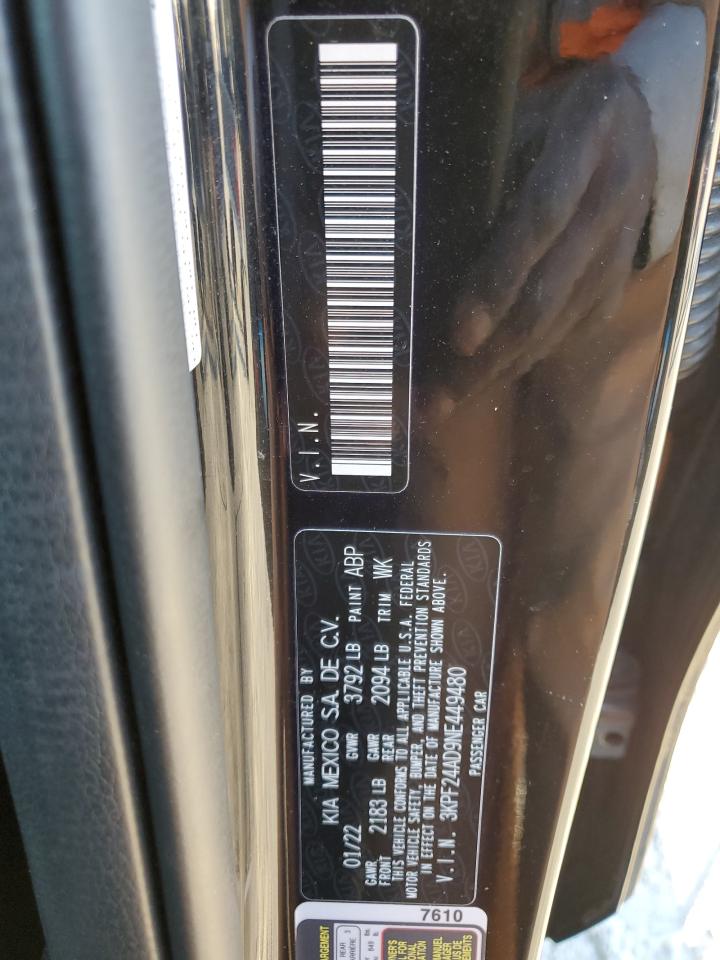 V.I.N.
MANUFACTURED BY
KIA MEXICO S.A. DE C.V.
01/22 GVWR 3792 LB PAINT ABP
GAWR FRONT 2183 LB GAWR REAR 2094 LB TRIM WK
THIS VEHICLE CONFORMS TO ALL APPLICABLE U.S.A. FEDERAL
MOTOR VEHICLE SAFETY, BUMPER, AND THEFT PREVENTION STANDARDS
IN EFFECT ON THE DATE OF MANUFACTURE SHOWN ABOVE.
V.I.N. 3KPF24AD9NE449480
PASSENGER CAR
7610
REAR 3